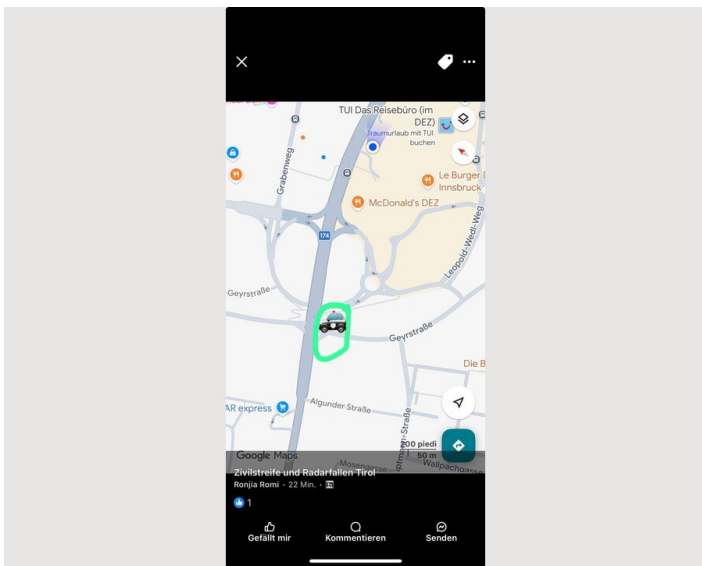 TUI Das Reisebüro (im
DEZ)
Traumurlaub mit TUI
buchen
Grabenweg
Le Burger
Innsbruck
McDonald's DEZ
Leopold-Wedl-Weg
174
Geyrstraße
Geyrstraße
Die B
AR express
Algunder Straße
200 piedi
50 m
Google Maps
Mosengasse
Wallpachgasse
Zivilstreife und Radarfallen Tirol
Ronjia Romi · 22 Min. ·
1
Gefällt mir
Kommentieren
Senden